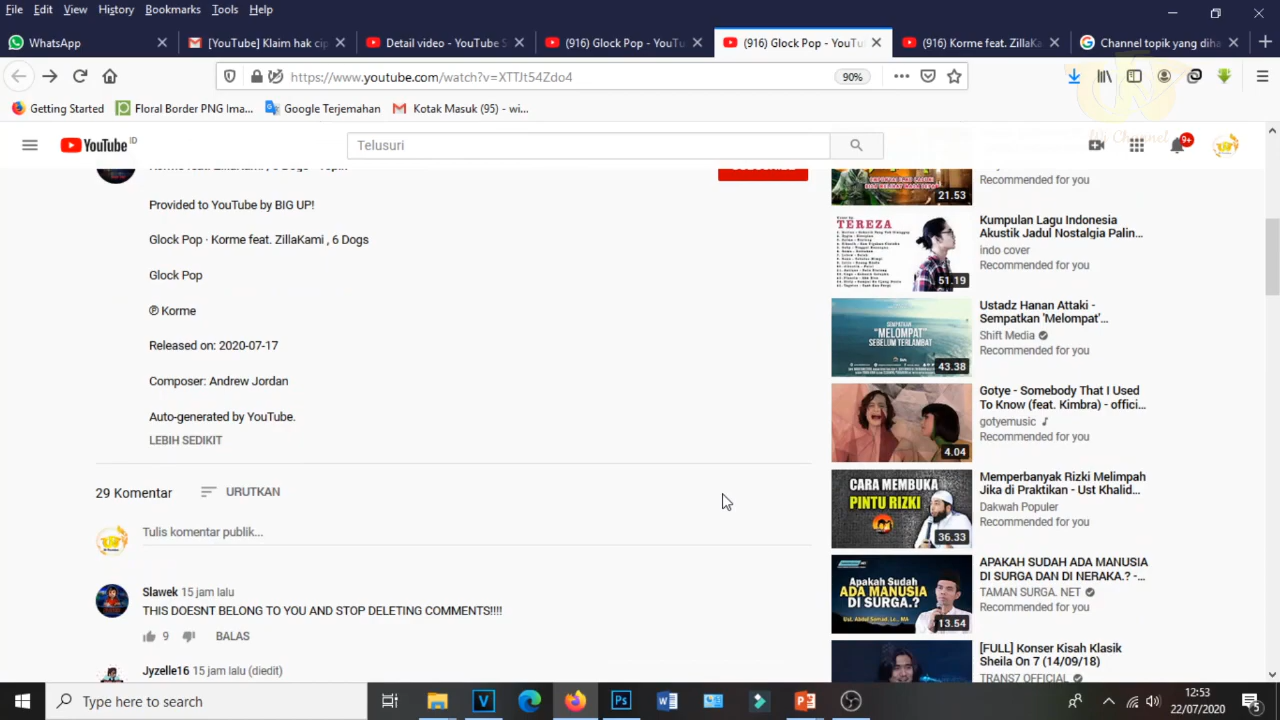 File Edit View History Bookmarks Tools Help
WhatsApp
[YouTube] Klaim hak cip
Detail video - YouTube S
(916) Glock Pop - YouTu
(916) Glock Pop - YouTu
(916) Korme feat. ZillaKa
Channel topik yang diha
https://www.youtube.com/watch?v=XTTJt54Zdo4
90%
Getting Started
Floral Border PNG Ima...
Google Terjemahan
Kotak Masuk (95) - wi...
YouTube ID
Telusuri
9+
Provided to YouTube by BIG UP!
Glock Pop · Korme feat. ZillaKami , 6 Dogs
Glock Pop
℗ Korme
Released on: 2020-07-17
Composer: Andrew Jordan
Auto-generated by YouTube.
LEBIH SEDIKIT
29 Komentar
URUTKAN
Tulis komentar publik...
Slawek 15 jam lalu
THIS DOESNT BELONG TO YOU AND STOP DELETING COMMENTS!!!!
9
BALAS
Jyzelle16 15 jam lalu (diedit)
21.53
Recommended for you
TEREZA
51.19
Kumpulan Lagu Indonesia
Akustik Jadul Nostalgia Palin...
indo cover
Recommended for you
SEMPATKAN
"MELOMPAT"
SEBELUM TERLAMBAT
43.38
Ustadz Hanan Attaki -
Sempatkan 'Melompat'...
Shift Media
Recommended for you
4.04
Gotye - Somebody That I Used
To Know (feat. Kimbra) - offici...
gotyemusic
Recommended for you
CARA MEMBUKA
PINTU RIZKI
36.33
Memperbanyak Rizki Melimpah
Jika di Praktikan - Ust Khalid...
Dakwah Populer
Recommended for you
Apakah Sudah
ADA MANUSIA
DI SURGA.?
Ust. Abdul Somad, Lc., MA
13.54
APAKAH SUDAH ADA MANUSIA
DI SURGA DAN DI NERAKA.? -...
TAMAN SURGA. NET
Recommended for you
[FULL] Konser Kisah Klasik
Sheila On 7 (14/09/18)
TRANS7 OFFICIAL
Type here to search
12:53
22/07/2020
5